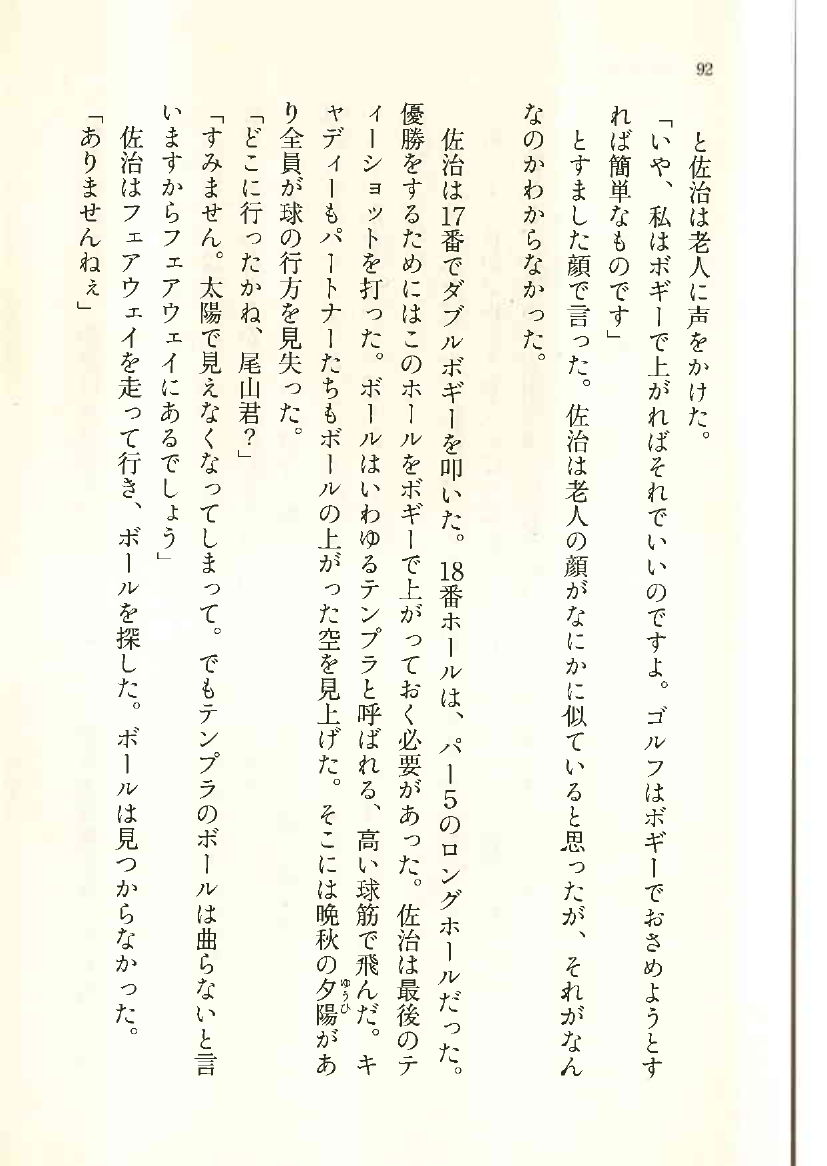 92
と佐治は老人に声をかけた。
「いや、私はボギーで上がればそれでいいのですよ。ゴルフはボギーでおさめようとす
れば簡単なものです」
とすました顔で言った。佐治は老人の顔がなにかに似ていると思ったが、それがなん
なのかわからなかった。
佐治は17番でダブルボギーを叩いた。18番ホールは、パー5のロングホールだった。
優勝をするためにはこのホールをボギーで上がっておく必要があった。佐治は最後のテ
ィーショットを打った。ボールはいわゆるテンプラと呼ばれる、高い球筋で飛んだ。キ
ャディーもパートナーたちもボールの上がった空を見上げた。そこには晩秋の夕陽があ
ゆうひ
り全員が球の行方を見失った。
「どこに行ったかね、尾山君？」
「すみません。太陽で見えなくなってしまって。でもテンプラのボールは曲らないと言
いますからフェアウェイにあるでしょう」
佐治はフェアウェイを走って行き、ボールを探した。ボールは見つからなかった。
「ありませんねぇ」